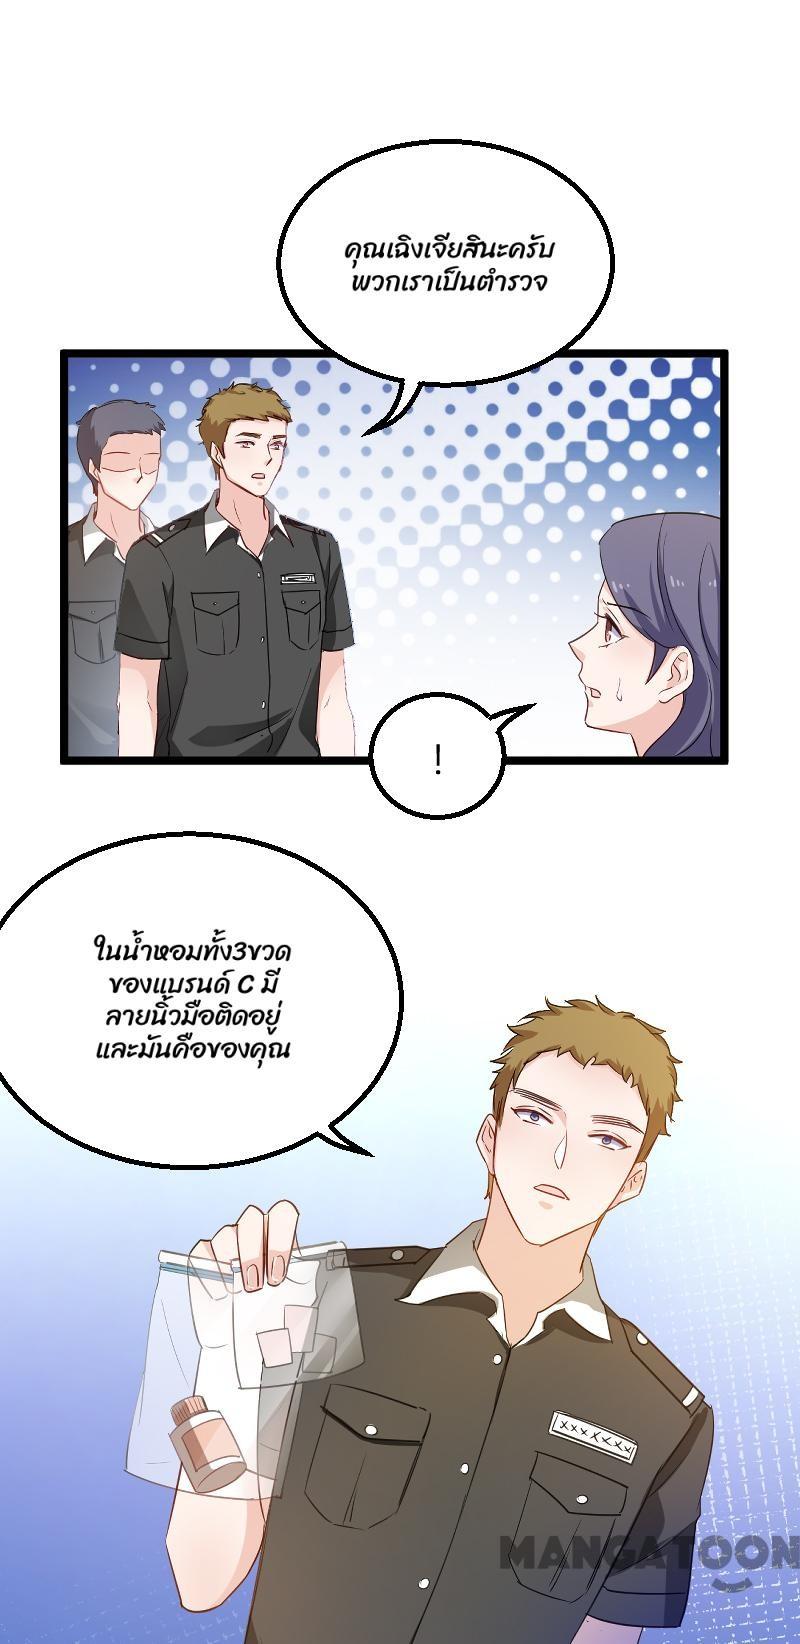 คุณเฉิงเจียสินะครับ
พวกเราเป็นตำรวจ
!
ในน้ำหอมทั้ง3ขวด
ของแบรนด์ C มี
ลายนิ้วมือติดอยู่
และมันคือของคุณ
xxxxxxx
MANGATOON